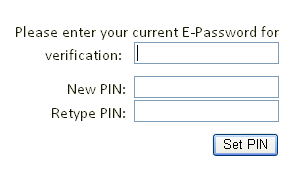 Please enter your current E-Password for
verification:
New PIN:
Retype PIN:
Set PIN